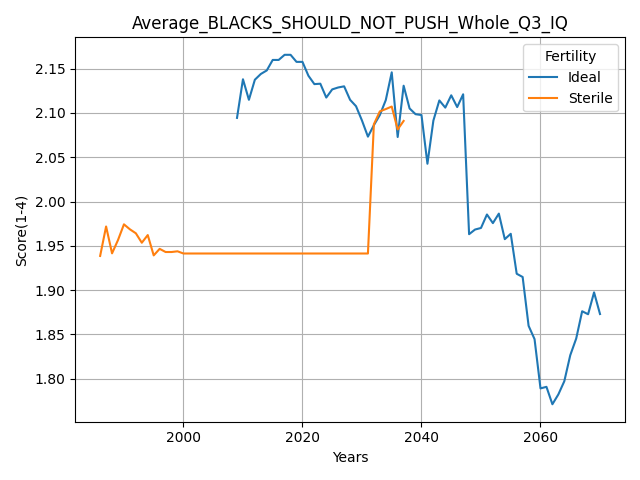 Average_BLACKS_SHOULD_NOT_PUSH_Whole_Q3_IQ
Fertility
Ideal
Sterile
Score(1-4)
2.15
2.10
2.05
2.00
1.95
1.90
1.85
1.80
2000 2020 2040 2060
Years